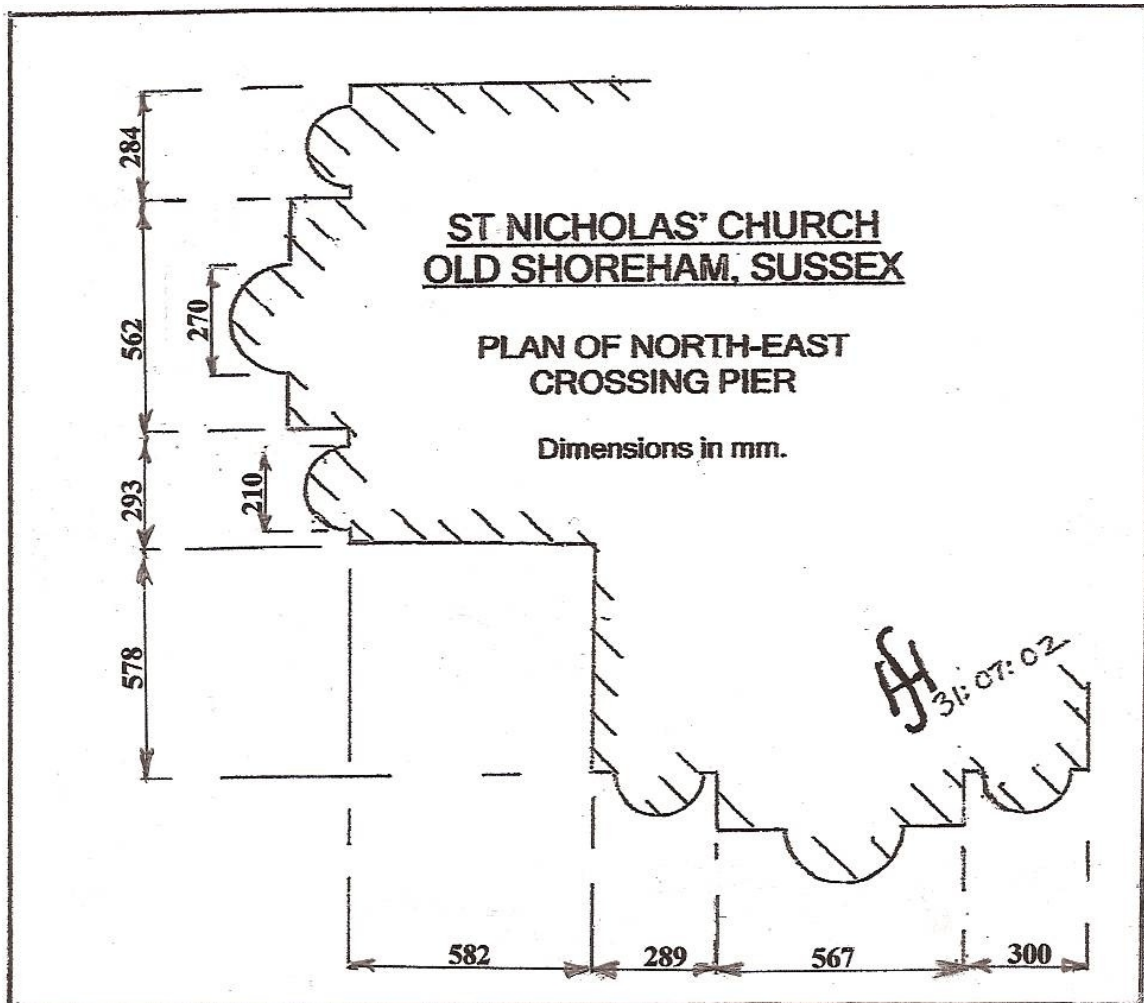 ST NICHOLAS' CHURCH
OLD SHOREHAM, SUSSEX
PLAN OF NORTH-EAST
CROSSING PIER
Dimensions in mm.
284
562
270
293
210
578
31:07:02
582
289
567
300